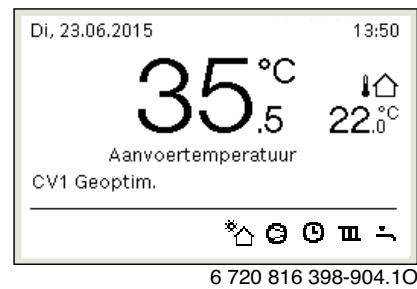 Di, 23.06.2015 13:50
35.5 °C
22.0 °C
Aanvoertemperatuur
CV1 Geoptim.
6 720 816 398-904.1O